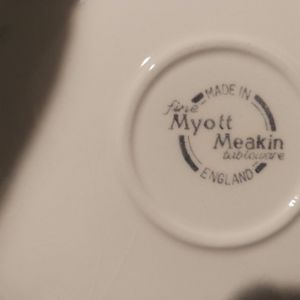 MADE IN
fine
Myott
Meakin
tableware
ENGLAND